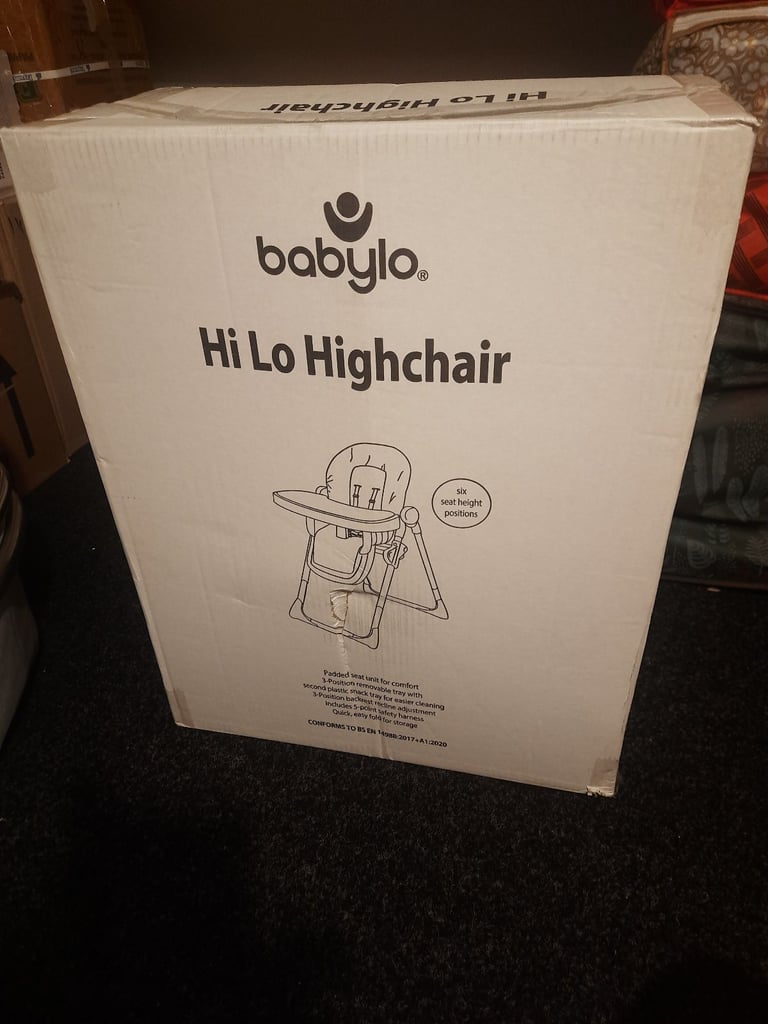 Hi Lo Highchair
babylo®
Hi Lo Highchair
six
seat height
positions
Padded seat unit for comfort
3-Position removable tray with
second plastic snack tray for easier cleaning
3-Position backrest recline adjustment
Includes 5-point safety harness
Quick, easy fold for storage
CONFORMS TO BS EN 14988:2017+A1:2020